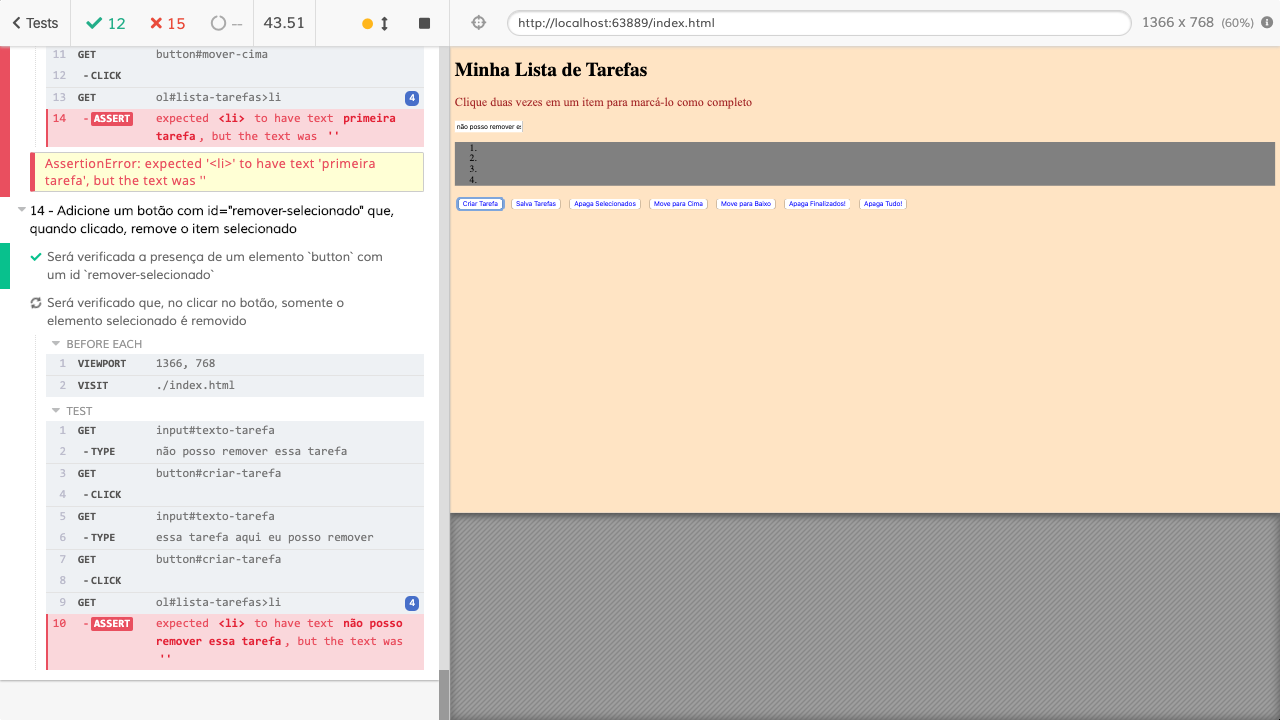 Tests
12
15
--
43.51
http://localhost:63889/index.html
1366 x 768 (60%)
11 GET button#mover-cima
12 - CLICK
13 GET ol#lista-tarefas>li 4
14 - ASSERT expected <li> to have text primeira
tarefa, but the text was ''
AssertionError: expected '<li>' to have text 'primeira
tarefa', but the text was ''
14 - Adicione um botão com id="remover-selecionado" que,
quando clicado, remove o item selecionado
Será verificada a presença de um elemento `button` com
um id `remover-selecionado`
Será verificado que, no clicar no botão, somente o
elemento selecionado é removido
BEFORE EACH
1 VIEWPORT 1366, 768
2 VISIT ./index.html
TEST
1 GET input#texto-tarefa
2 - TYPE não posso remover essa tarefa
3 GET button#criar-tarefa
4 - CLICK
5 GET input#texto-tarefa
6 - TYPE essa tarefa aqui eu posso remover
7 GET button#criar-tarefa
8 - CLICK
9 GET ol#lista-tarefas>li 4
10 - ASSERT expected <li> to have text não posso
remover essa tarefa, but the text was
''
Minha Lista de Tarefas
Clique duas vezes em um item para marcá-lo como completo
não posso remover e
1.
2.
3.
4.
Criar Tarefa Salva Tarefas Apaga Selecionados Move para Cima Move para Baixo Apaga Finalizados! Apaga Tudo!